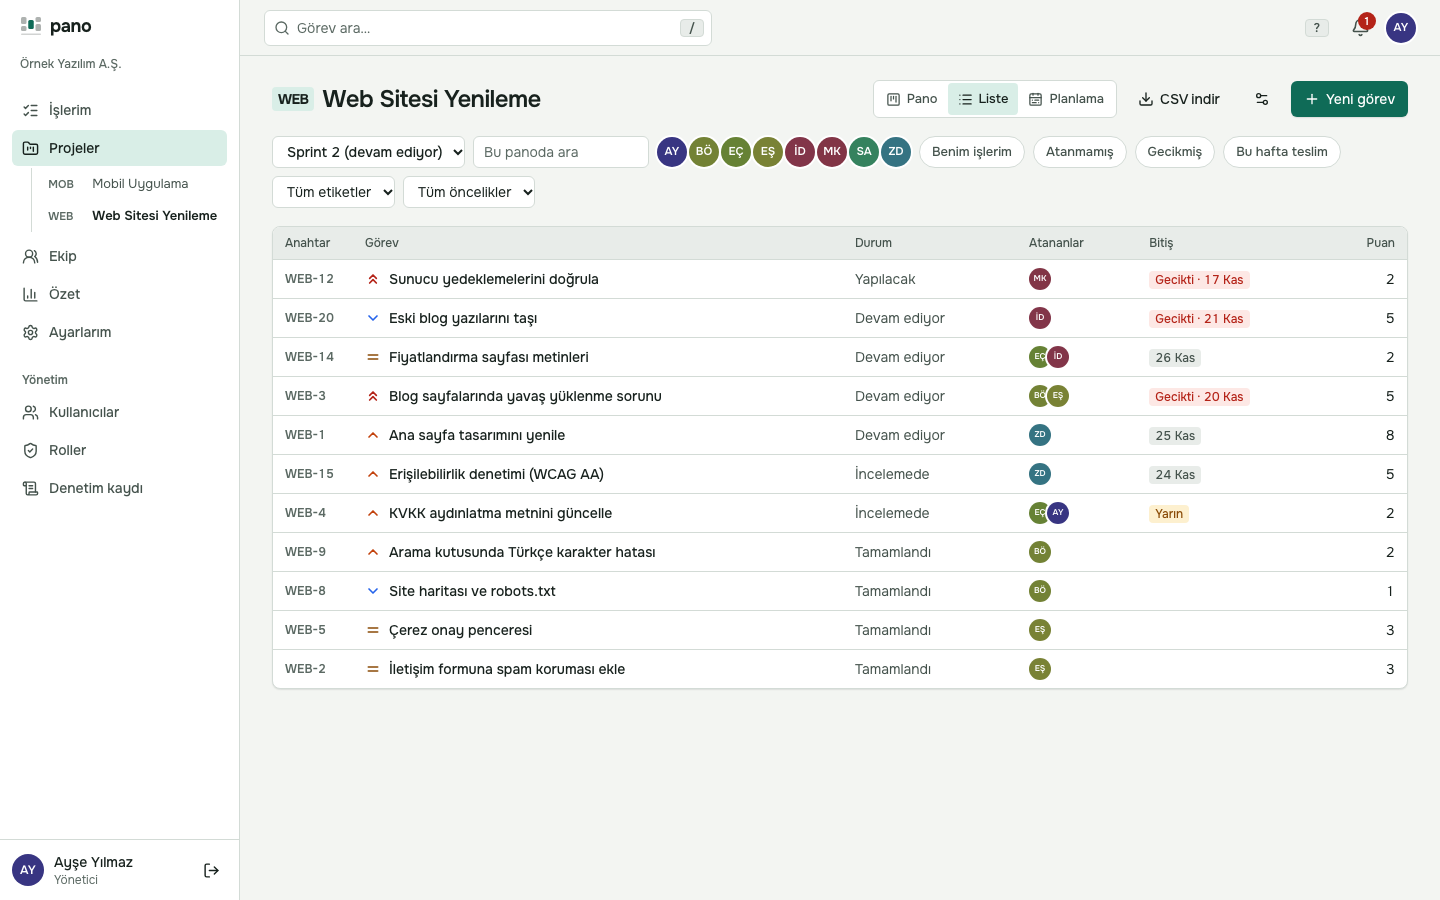 pano
Örnek Yazılım A.Ş.
İşlerim
Projeler
MOB Mobil Uygulama
WEB Web Sitesi Yenileme
Ekip
Özet
Ayarlarım
Yönetim
Kullanıcılar
Roller
Denetim kaydı
AY Ayşe Yılmaz
Yönetici
Görev ara... /
? 1 AY
WEB Web Sitesi Yenileme
Pano Liste Planlama CSV indir Yeni görev
Sprint 2 (devam ediyor) Bu panoda ara AY BÖ EÇ EŞ İD MK SA ZD Benim işlerim Atanmamış Gecikmiş Bu hafta teslim
Tüm etiketler Tüm öncelikler
Anahtar Görev Durum Atananlar Bitiş Puan
WEB-12 Sunucu yedeklemelerini doğrula Yapılacak MK Gecikti · 17 Kas 2
WEB-20 Eski blog yazılarını taşı Devam ediyor İD Gecikti · 21 Kas 5
WEB-14 Fiyatlandırma sayfası metinleri Devam ediyor EÇ İD 26 Kas 2
WEB-3 Blog sayfalarında yavaş yüklenme sorunu Devam ediyor BÖ EŞ Gecikti · 20 Kas 5
WEB-1 Ana sayfa tasarımını yenile Devam ediyor ZD 25 Kas 8
WEB-15 Erişilebilirlik denetimi (WCAG AA) İncelemede ZD 24 Kas 5
WEB-4 KVKK aydınlatma metnini güncelle İncelemede EÇ AY Yarın 2
WEB-9 Arama kutusunda Türkçe karakter hatası Tamamlandı BÖ 2
WEB-8 Site haritası ve robots.txt Tamamlandı BÖ 1
WEB-5 Çerez onay penceresi Tamamlandı EŞ 3
WEB-2 İletişim formuna spam koruması ekle Tamamlandı EŞ 3